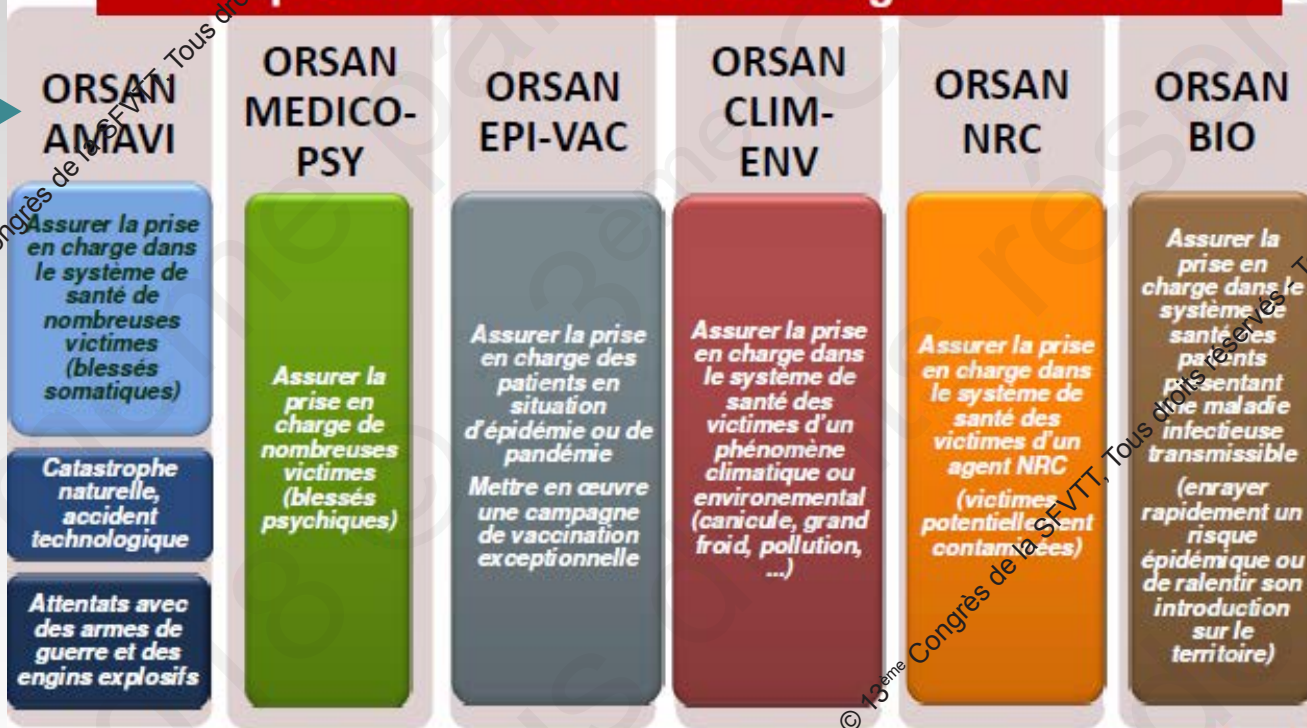 ORSAN
AMAVI
Assurer la prise
en charge dans
le système de
santé de
nombreuses
victimes
(blessés
somatiques)
Catastrophe
naturelle,
accident
technologique
Attentats avec
des armes de
guerre et des
engins explosifs
ORSAN
MEDICO-
PSY
Assurer la
prise en
charge de
nombreuses
victimes
(blessés
psychiques)
ORSAN
EPI-VAC
Assurer la prise
en charge des
patients en
situation
d'épidémie ou de
pandémie
Mettre en œuvre
une campagne
de vaccination
exceptionnelle
ORSAN
CLIM-
ENV
Assurer la prise
en charge dans
le système de
santé des
victimes d'un
phénomène
climatique ou
environemental
(canicule, grand
froid, pollution,
...)
ORSAN
NRC
Assurer la prise
en charge dans
le système de
santé des
victimes d'un
agent NRC
(victimes
potentiellement
contaminées)
ORSAN
BIO
Assurer la
prise en
charge dans le
système de
santé des
patients
présentant
une maladie
infectieuse
transmissible
(enrayer
rapidement un
risque
épidémique ou
de ralentir son
introduction
sur le
territoire)
ongrès de la SFVTT, Tous dro
© 13ème Congrès de la SFVTT, Tous droits réservés - T